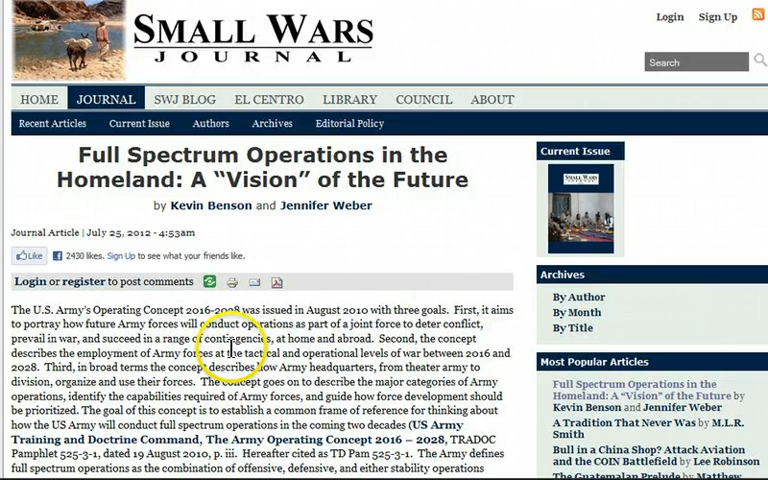 SMALL WARS
JOURNAL
Login Sign Up
Search
HOME JOURNAL SWJ BLOG EL CENTRO LIBRARY COUNCIL ABOUT
Recent Articles Current Issue Authors Archives Editorial Policy
Full Spectrum Operations in the
Homeland: A “Vision” of the Future
by Kevin Benson and Jennifer Weber
Journal Article | July 25, 2012 - 4:53am
Like 2430 likes. Sign Up to see what your friends like.
Login or register to post comments
The U.S. Army's Operating Concept 2016-2028 was issued in August 2010 with three goals. First, it aims
to portray how future Army forces will conduct operations as part of a joint force to deter conflict,
prevail in war, and succeed in a range of contingencies, at home and abroad. Second, the concept
describes the employment of Army forces at the tactical and operational levels of war between 2016 and
2028. Third, in broad terms the concept describes how Army headquarters, from theater army to
division, organize and use their forces. The concept goes on to describe the major categories of Army
operations, identify the capabilities required of Army forces, and guide how force development should
be prioritized. The goal of this concept is to establish a common frame of reference for thinking about
how the US Army will conduct full spectrum operations in the coming two decades (US Army
Training and Doctrine Command, The Army Operating Concept 2016 – 2028, TRADOC
Pamphlet 525-3-1, dated 19 August 2010, p. iii. Hereafter cited as TD Pam 525-3-1. The Army defines
full spectrum operations as the combination of offensive, defensive, and either stability operations
Current Issue
SMALL WARS
Archives
By Author
By Month
By Title
Most Popular Articles
Full Spectrum Operations in the
Homeland: A “Vision” of the Future by
Kevin Benson and Jennifer Weber
A Tradition That Never Was by M.L.R.
Smith
Bull in a China Shop? Attack Aviation
and the COIN Battlefield by Lee Robinson
The Guatemalan Prelude by Matthew